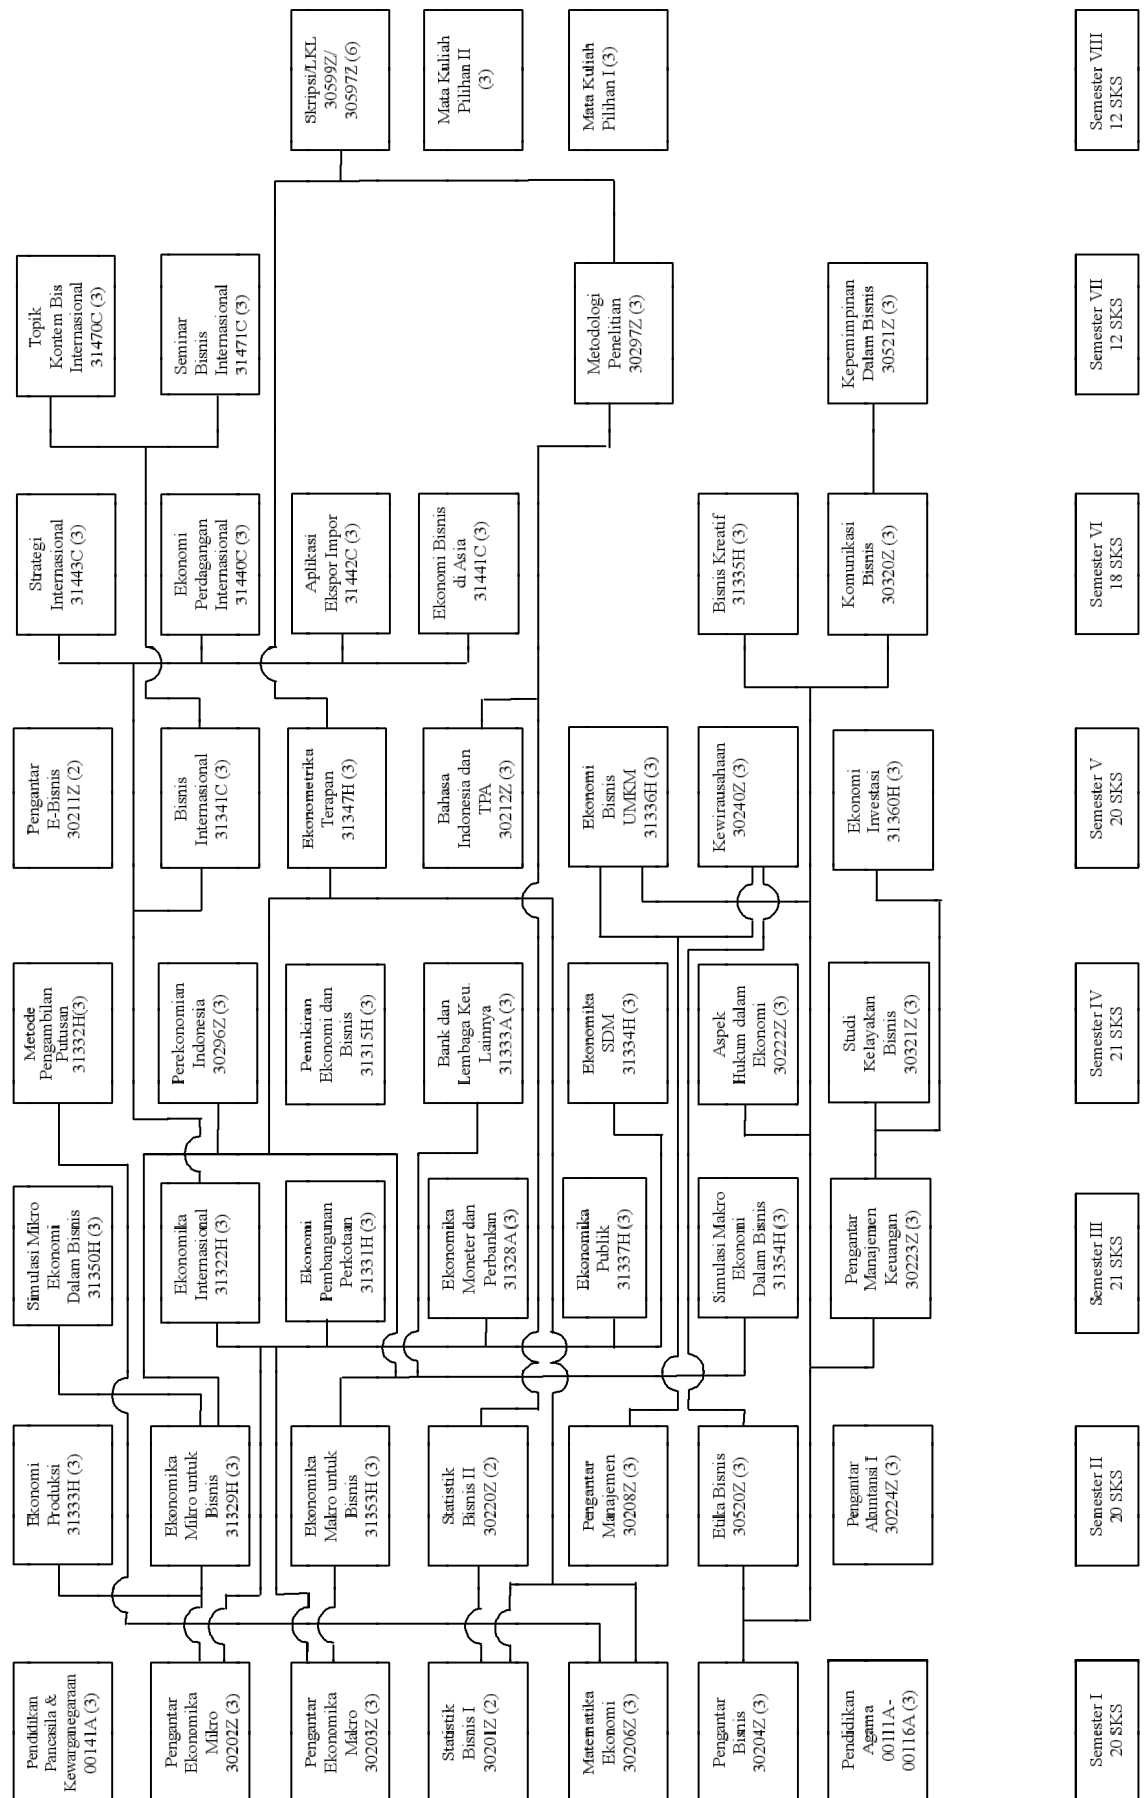 Skripsi/LKL
30599Z/
30597Z (6)
Mata Kuliah
Pilihan II
(3)
Mata Kuliah
Pilihan I (3)
Semester VIII
12 SKS
Topik
Kontem Bis
Internasional
31470C (3)
Seminar
Bisnis
Internasional
31471C (3)
Metodologi
Penelitian
30297Z (3)
Kepemimpinan
Dalam Bisnis
30521Z (3)
Semester VII
12 SKS
Strategi
Internasional
31443C (3)
Ekonomi
Perdagangan
Internasional
31440C (3)
Aplikasi
Ekspor Impor
31442C (3)
Ekonomi Bisnis
di Asia
31441C (3)
Bisnis Kreatif
31335H (3)
Komunikasi
Bisnis
30320Z (3)
Semester VI
18 SKS
Pengantar
E-Bisnis
30211Z (2)
Bisnis
Internasional
31341C (3)
Ekonometrika
Terapan
31347H (3)
Bahasa
Indonesia dan
TPA
30212Z (3)
Ekonomi
Bisnis
UMKM
31336H (3)
Kewirausahaan
30240Z (3)
Ekonomi
Investasi
31360H (3)
Semester V
20 SKS
Metode
Pengambilan
Putusan
31332H(3)
Perekonomian
Indonesia
30296Z (3)
Pemikiran
Ekonomi dan
Bisnis
31315H (3)
Bank dan
Lembaga Keu.
Lainnya
31333A (3)
Ekonomika
SDM
31334H (3)
Aspek
Hukum dalam
Ekonomi
30222Z (3)
Studi
Kelayakan
Bisnis
30321Z (3)
Semester IV
21 SKS
Simulasi Mikro
Ekonomi
Dalam Bisnis
31350H (3)
Ekonomika
Internasional
31322H (3)
Ekonomi
Pembangunan
Perkotaan
31331H (3)
Ekonomika
Moneter dan
Perbankan
31328A (3)
Ekonomika
Publik
31337H (3)
Simulasi Makro
Ekonomi
Dalam Bisnis
31354H (3)
Pengantar
Manajemen
Keuangan
30223Z (3)
Semester III
21 SKS
Ekonomi
Produksi
31333H (3)
Ekonomika
Mikro untuk
Bisnis
31329H (3)
Ekonomika
Makro untuk
Bisnis
31353H (3)
Statistik
Bisnis II
30220Z (2)
Pengantar
Manajemen
30208Z (3)
Etika Bisnis
30520Z (3)
Pengantar
Akuntansi I
30224Z (3)
Semester II
20 SKS
Pendidikan
Pancasila &
Kewarganegaraan
00141A (3)
Pengantar
Ekonomika
Mikro
30202Z (3)
Pengantar
Ekonomika
Makro
30203Z (3)
Statistik
Bisnis I
30201Z (2)
Matematika
Ekonomi
30206Z (3)
Pengantar
Bisnis
30204Z (3)
Pendidikan
Agama
00111A-
00116A (3)
Semester I
20 SKS